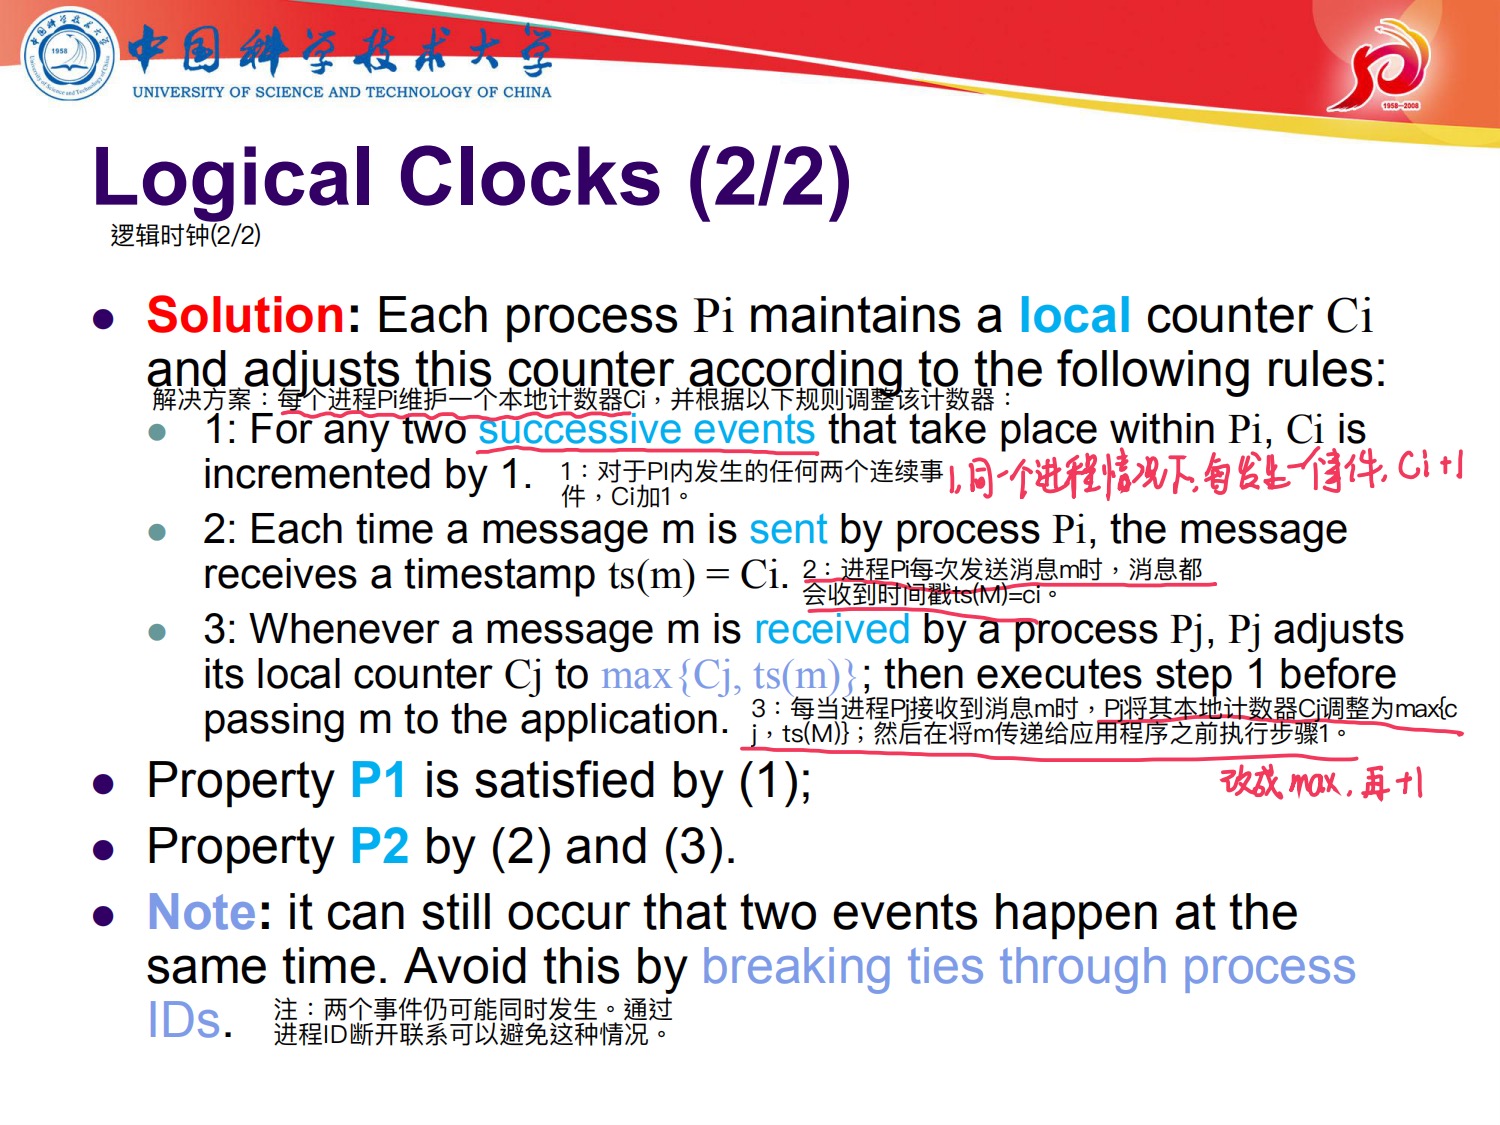 中国科学技术大学
UNIVERSITY OF SCIENCE AND TECHNOLOGY OF CHINA
1958
1958-2008
Logical Clocks (2/2)
逻辑时钟(2/2)
Solution: Each process Pi maintains a local counter Ci
and adjusts this counter according to the following rules:
解决方案：每个进程Pi维护一个本地计数器Ci，并根据以下规则调整该计数器：
1: For any two successive events that take place within Pi, Ci is
incremented by 1.
1：对于PI内发生的任何两个连续事
件，Ci加1。
1.同一个进程情况下，每发生一个事件，Ci+1
2: Each time a message m is sent by process Pi, the message
receives a timestamp ts(m) = Ci.
2：进程Pi每次发送消息m时，消息都
会收到时间戳ts(M)=ci。
3: Whenever a message m is received by a process Pj, Pj adjusts
its local counter Cj to max{Cj, ts(m)}; then executes step 1 before
passing m to the application.
3：每当进程Pj接收到消息m时，Pj将其本地计数器Cj调整为max{c
j，ts(M)}；然后在将m传递给应用程序之前执行步骤1。
改成max，再+1
Property P1 is satisfied by (1);
Property P2 by (2) and (3).
Note: it can still occur that two events happen at the
same time. Avoid this by breaking ties through process
IDs.
注：两个事件仍可能同时发生。通过
进程ID断开联系可以避免这种情况。